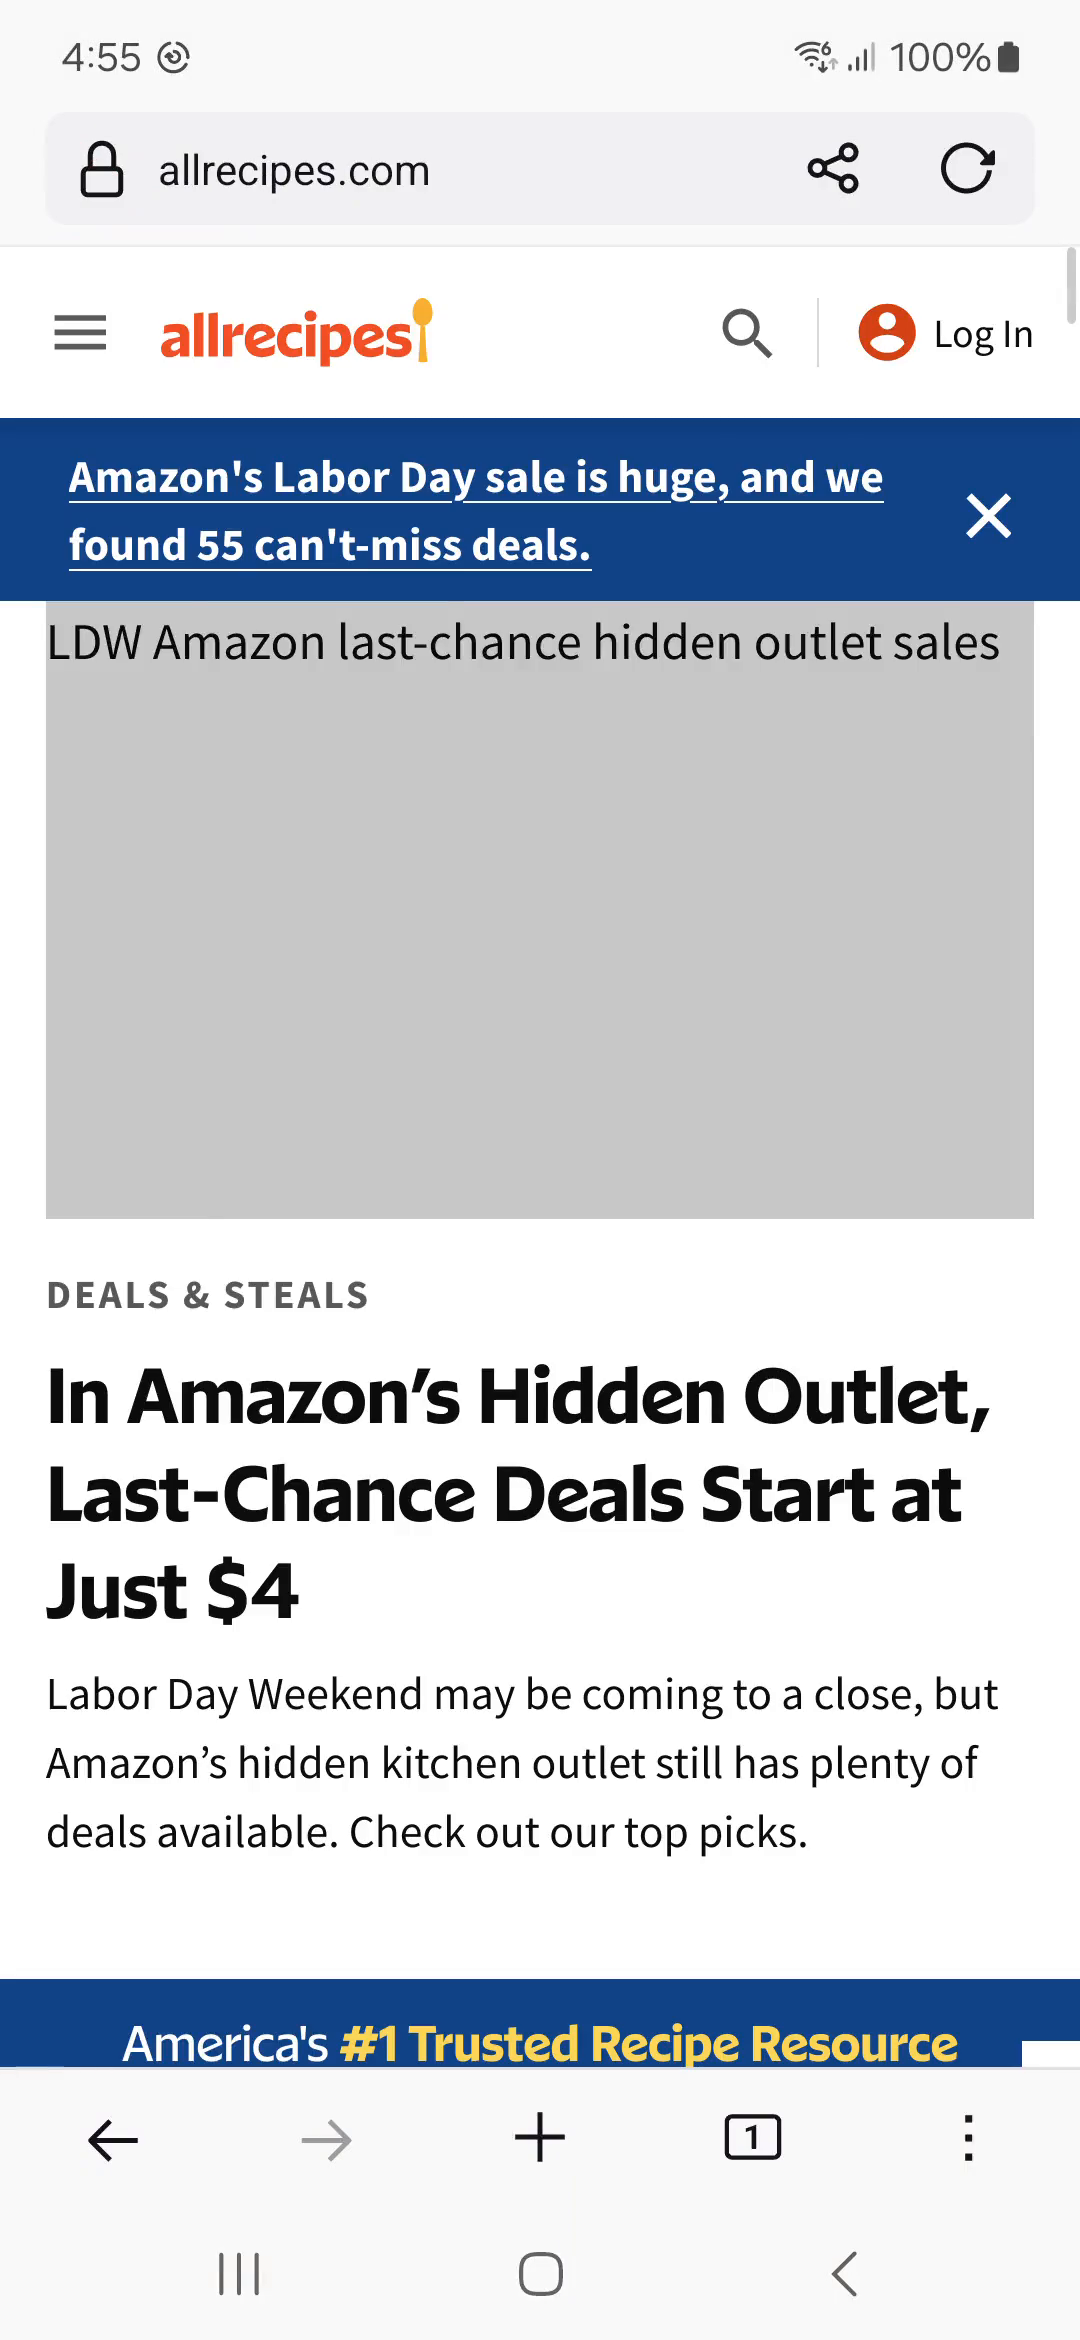 4:55
6
100%
allrecipes.com
allrecipes
Log In
Amazon's Labor Day sale is huge, and we
found 55 can't-miss deals.
LDW Amazon last-chance hidden outlet sales
DEALS & STEALS
In Amazon’s Hidden Outlet,
Last-Chance Deals Start at
Just $4
Labor Day Weekend may be coming to a close, but
Amazon’s hidden kitchen outlet still has plenty of
deals available. Check out our top picks.
America's #1 Trusted Recipe Resource
1